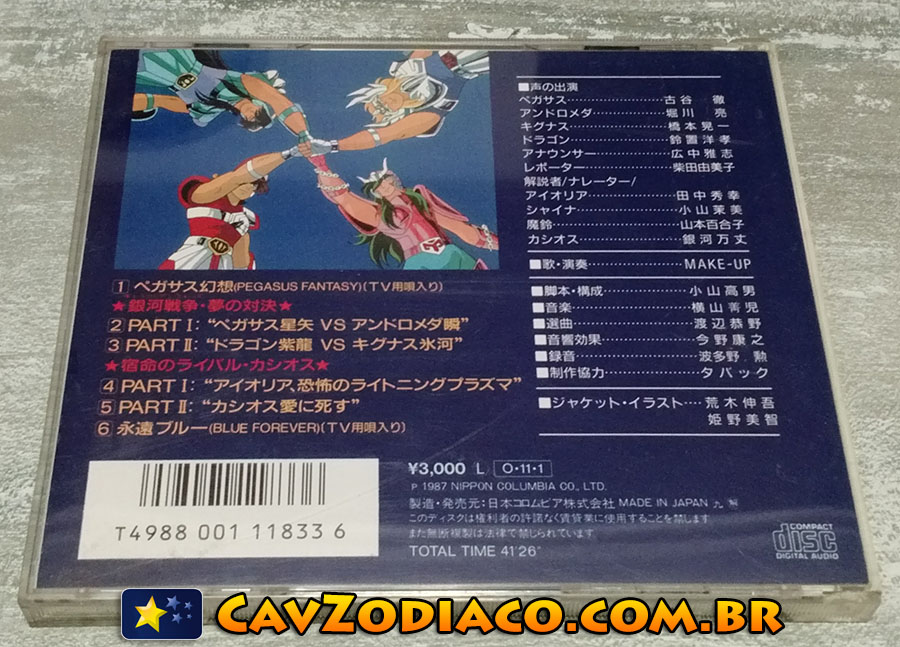 ■声の出演
ペガサス………………古谷 徹
アンドロメダ…………堀川 亮
キグナス………………橋本晃一
ドラゴン………………鈴置洋孝
アナウンサー…………広中雅志
レポーター……………柴田由美子
解説者/ナレーター/
アイオリア……………田中秀幸
シャイナ………………小山茉美
魔鈴……………………山本百合子
カシオス………………銀河万丈
■歌・演奏……………MAKE-UP
■脚本・構成…………小山高男
■音楽…………………横山菁児
■選曲…………………渡辺恭野
■音響効果……………今野康之
■録音…………………波多野 勲
■制作協力……………タバック
■ジャケット・イラスト‥‥荒木伸吾
姫野美智
1 ペガサス幻想(PEGASUS FANTASY)〔TV用唄入り〕
★銀河戦争・夢の対決★
2 PART I：“ペガサス星矢 VS アンドロメダ瞬”
3 PART II：“ドラゴン紫龍 VS キグナス氷河”
★宿命のライバル・カシオス★
4 PART I：“アイオリア、恐怖のライトニングプラズマ”
5 PART II：“カシオス愛に死す”
6 永遠ブルー(BLUE FOREVER)〔TV用唄入り〕
T4988 001 11833 6
¥3,000 L O・11・1
℗ 1987 NIPPON COLUMBIA CO., LTD.
製造・発売元：日本コロムビア株式会社 MADE IN JAPAN
このディスクは権利者の許諾なく賃貸業に使用することを禁じます
また無断複製は法律で禁じられています
TOTAL TIME 41'26"
COMPACT
disc
DIGITAL AUDIO
CAVZODIACO.COM.BR